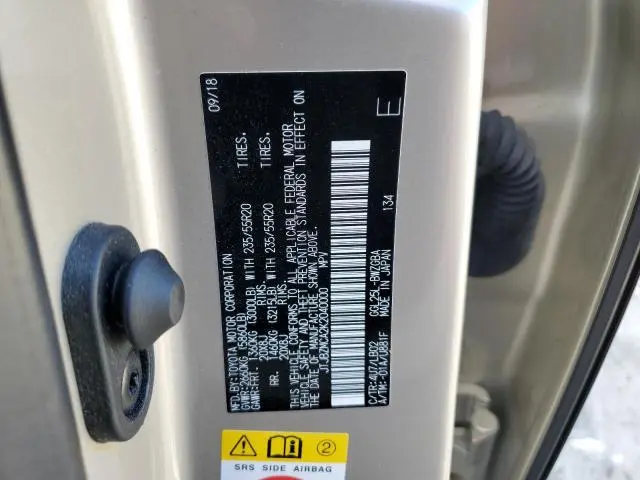 MFD.BY:TOYOTA MOTOR CORPORATION 09/18
GVWR:2660KG (5860LB)
GAWR:FRT. 1360KG (3000LB) WITH 235/55R20 TIRES.
20X8J RIMS.
RR. 1460KG (3215LB) WITH 235/55R20 TIRES.
20X8J RIMS.
THIS VEHICLE CONFORMS TO ALL APPLICABLE FEDERAL MOTOR
VEHICLE SAFETY AND THEFT PREVENTION STANDARDS IN EFFECT ON
THE DATE OF MANUFACTURE SHOWN ABOVE.
MPV
C/TR:4U7/LB02 GGL25L-BWZGBA
A/TM:-01A/U881F MADE IN JAPAN 134 E
2
SRS SIDE AIRBAG